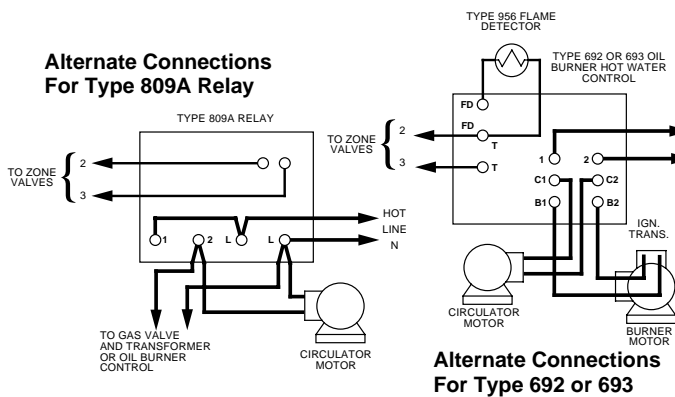 Alternate Connections
For Type 809A Relay
TYPE 809A RELAY
TO ZONE
VALVES
2
3
1
2
L
L
HOT
LINE
N
TO GAS VALVE
AND TRANSFORMER
OR OIL BURNER
CONTROL
CIRCULATOR
MOTOR
TYPE 956 FLAME
DETECTOR
TYPE 692 OR 693 OIL
BURNER HOT WATER
CONTROL
FD
FD
T
T
TO ZONE
VALVES
2
3
1
2
C1
C2
B1
B2
IGN.
TRANS.
CIRCULATOR
MOTOR
BURNER
MOTOR
Alternate Connections
For Type 692 or 693